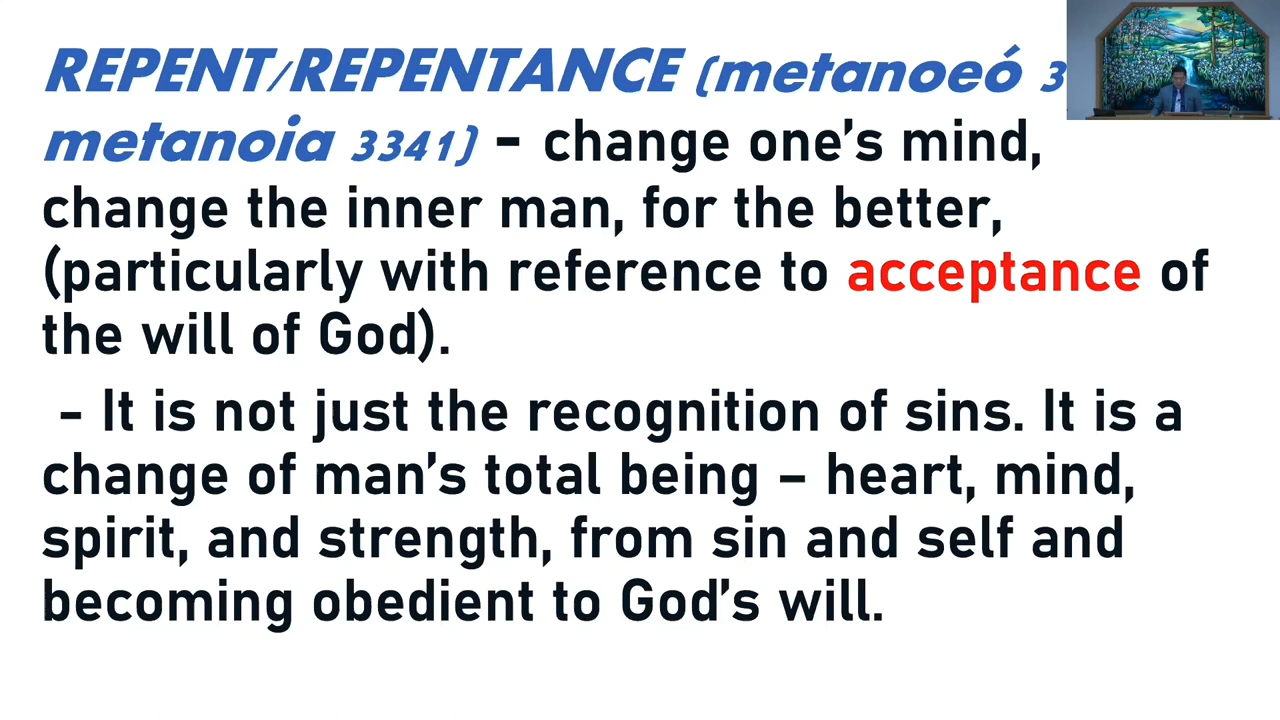 REPENT/REPENTANCE (metanoeó 3
metanoia 3341) – change one's mind,
change the inner man, for the better,
(particularly with reference to acceptance of
the will of God).
– It is not just the recognition of sins. It is a
change of man's total being – heart, mind,
spirit, and strength, from sin and self and
becoming obedient to God's will.